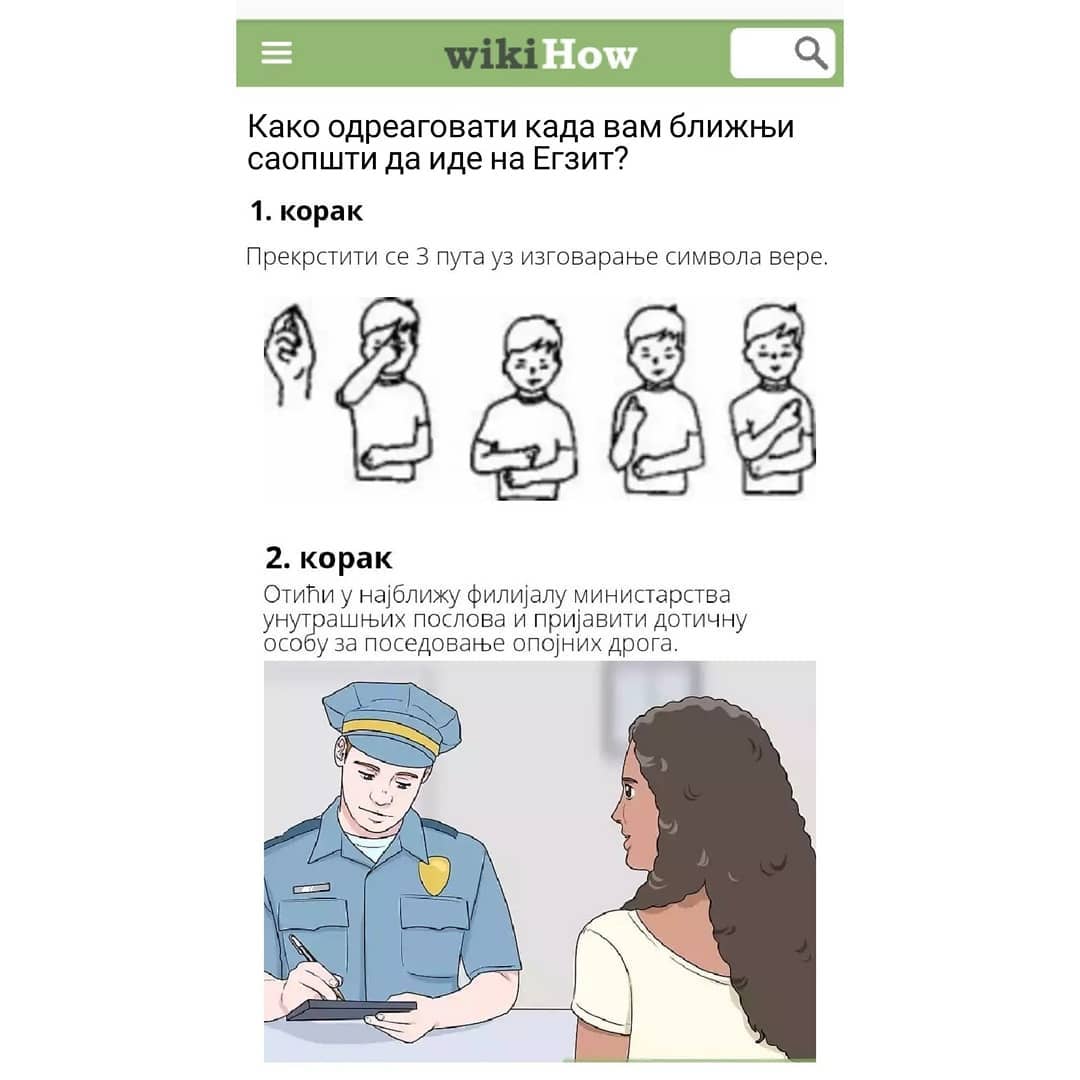 wikiHow
Како одреаговати када вам ближњи
саопшти да иде на Егзит?
1. корак
Прекрстити се 3 пута уз изговарање символа вере.
2. корак
Отићи у најближу филијалу министарства
унутрашњих послова и пријавити дотичну
особу за поседовање опојних дрога.